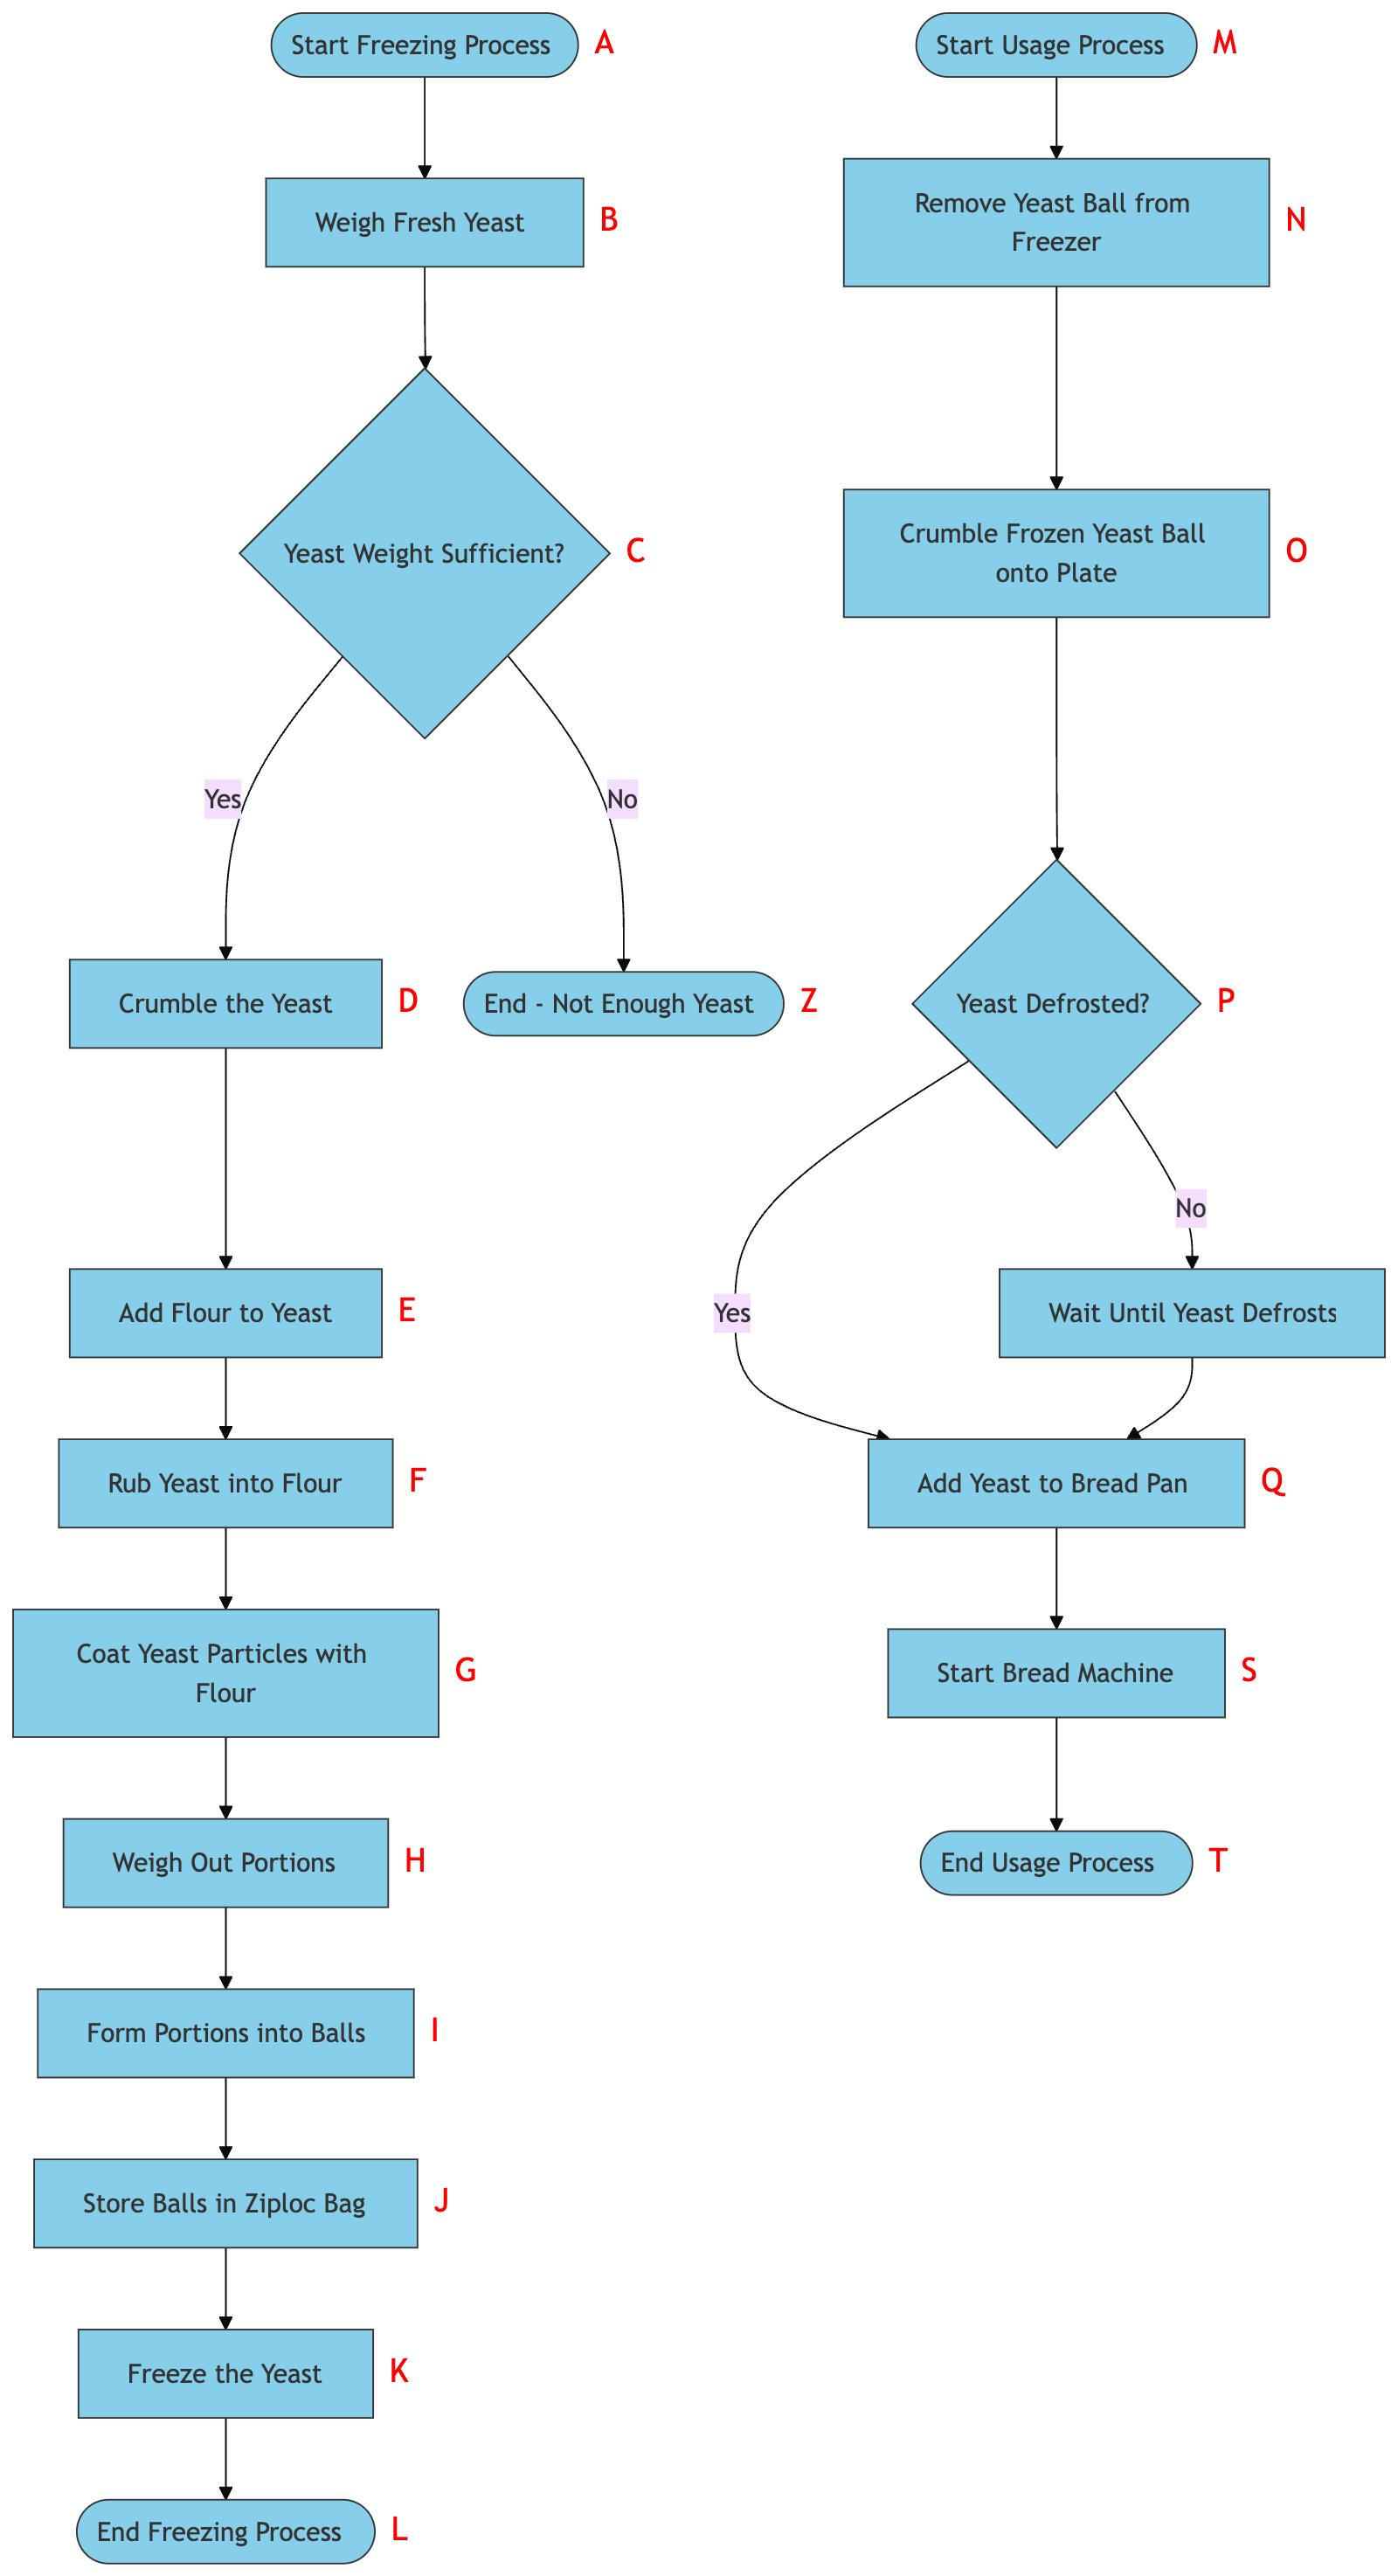 Start Freezing Process
A
Weigh Fresh Yeast
B
Yeast Weight Sufficient?
C
Yes
No
Crumble the Yeast
D
End - Not Enough Yeast
Z
Add Flour to Yeast
E
Rub Yeast into Flour
F
Coat Yeast Particles with
Flour
G
Weigh Out Portions
H
Form Portions into Balls
I
Store Balls in Ziploc Bag
J
Freeze the Yeast
K
End Freezing Process
L
Start Usage Process
M
Remove Yeast Ball from
Freezer
N
Crumble Frozen Yeast Ball
onto Plate
O
Yeast Defrosted?
P
No
Yes
Wait Until Yeast Defrosts
Add Yeast to Bread Pan
Q
Start Bread Machine
S
End Usage Process
T